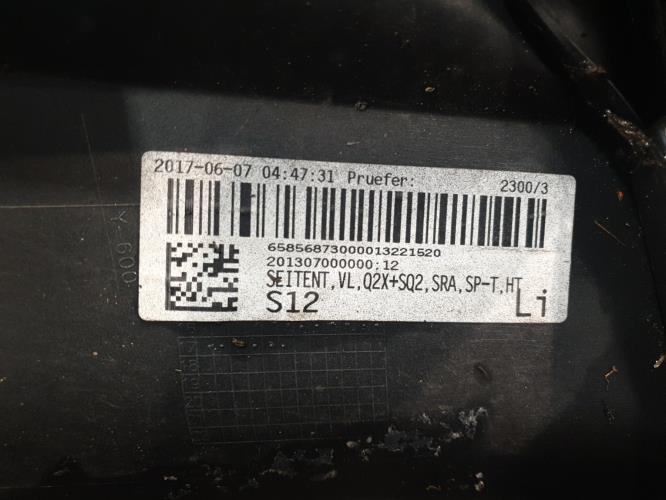 2017-06-07 04:47:31 Pruefer: 2300/3
65856873000013221520
201307000000;12
SEITENT,VL,Q2X+SQ2,SRA,SP-T,HT
S12 Li
Y 600